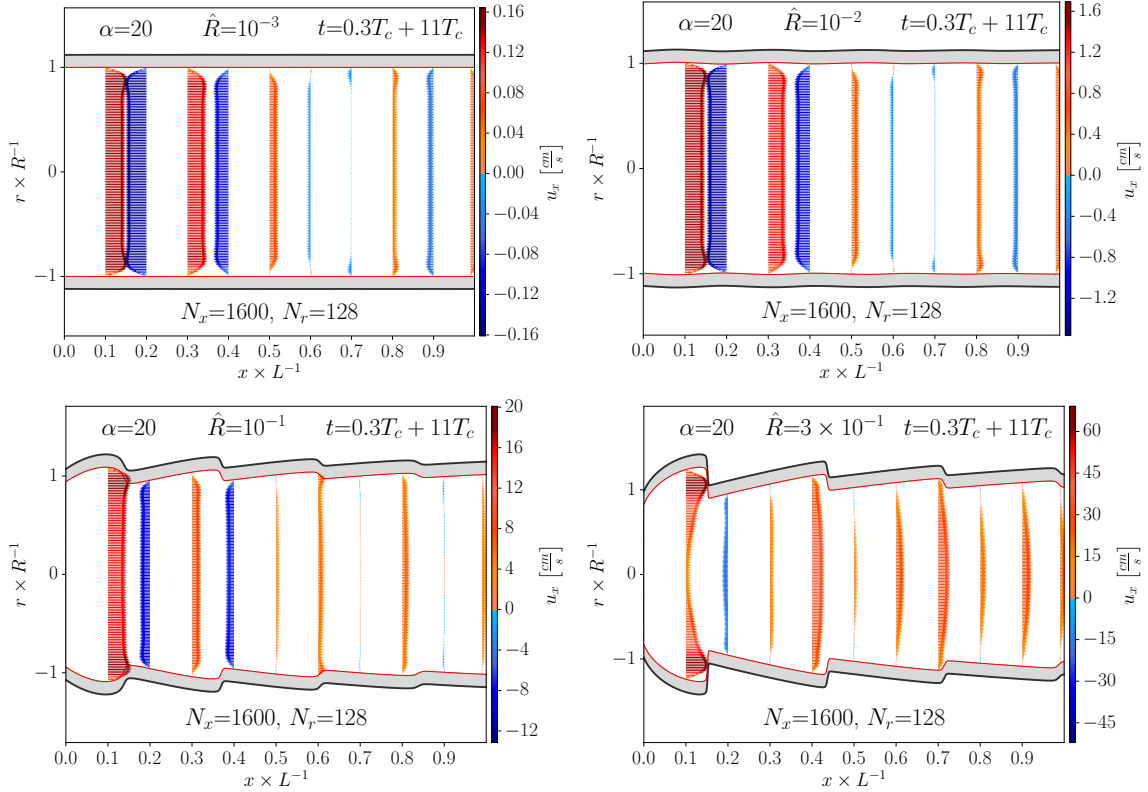 α=20 R̂=10⁻³ t=0.3T_c + 11T_c
1
0
−1
r × R⁻¹
N_x=1600, N_r=128
0.0 0.1 0.2 0.3 0.4 0.5 0.6 0.7 0.8 0.9
x × L⁻¹
0.16
0.12
0.08
0.04
0.00
−0.04
−0.08
−0.12
−0.16
u_x [cm/s]
α=20 R̂=10⁻² t=0.3T_c + 11T_c
1
0
−1
r × R⁻¹
N_x=1600, N_r=128
0.0 0.1 0.2 0.3 0.4 0.5 0.6 0.7 0.8 0.9
x × L⁻¹
1.6
1.2
0.8
0.4
0.0
−0.4
−0.8
−1.2
u_x [cm/s]
α=20 R̂=10⁻¹ t=0.3T_c + 11T_c
1
0
−1
r × R⁻¹
N_x=1600, N_r=128
0.0 0.1 0.2 0.3 0.4 0.5 0.6 0.7 0.8 0.9
x × L⁻¹
20
16
12
8
4
0
−4
−8
−12
u_x [cm/s]
α=20 R̂=3 × 10⁻¹ t=0.3T_c + 11T_c
1
0
−1
r × R⁻¹
N_x=1600, N_r=128
0.0 0.1 0.2 0.3 0.4 0.5 0.6 0.7 0.8 0.9
x × L⁻¹
60
45
30
15
0
−15
−30
−45
u_x [cm/s]